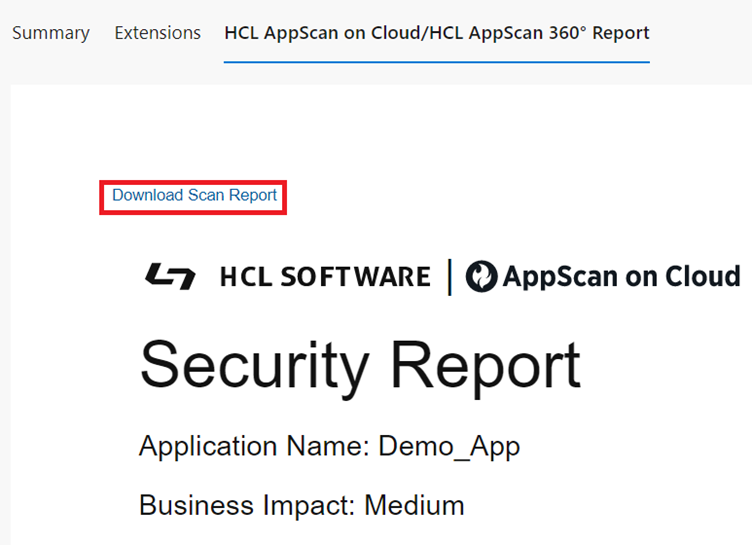 Summary Extensions HCL AppScan on Cloud/HCL AppScan 360° Report
Download Scan Report
HCL SOFTWARE | AppScan on Cloud
Security Report
Application Name: Demo_App
Business Impact: Medium